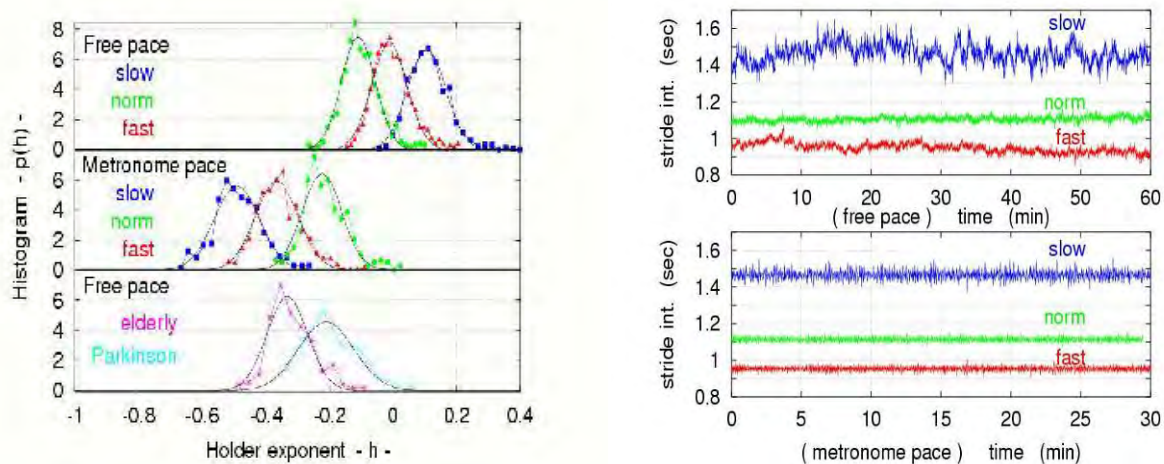 Histogram - p(h) -
8
6
4
2
0
Free pace
slow
norm
fast
6
4
2
0
Metronome pace
slow
norm
fast
6
4
2
0
Free pace
elderly
Parkinson
-1 -0.8 -0.6 -0.4 -0.2 0 0.2 0.4
Holder exponent - h -
stride int. (sec)
1.6
1.4
1.2
1
0.8
slow
norm
fast
0 10 20 30 40 50 60
( free pace ) time (min)
stride int. (sec)
1.6
1.4
1.2
1
0.8
slow
norm
fast
0 5 10 15 20 25 30
( metronome pace ) time (min)